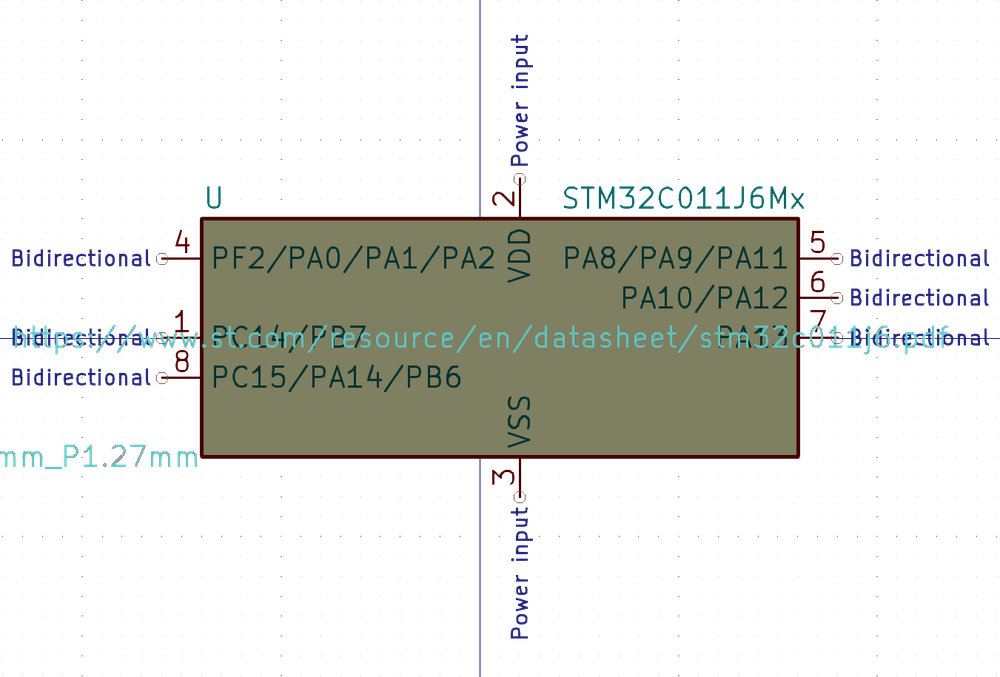 Power input
2
U
STM32C011J6Mx
VDD
4
5
Bidirectional
PF2/PA0/PA1/PA2
PA8/PA9/PA11
Bidirectional
6
PA10/PA12
Bidirectional
1
7
Bidirectional
PC14/PB7
https://www.st.com/resource/en/datasheet/stm32c011j6.pdf
Bidirectional
8
Bidirectional
PC15/PA14/PB6
VSS
mm_P1.27mm
3
Power input